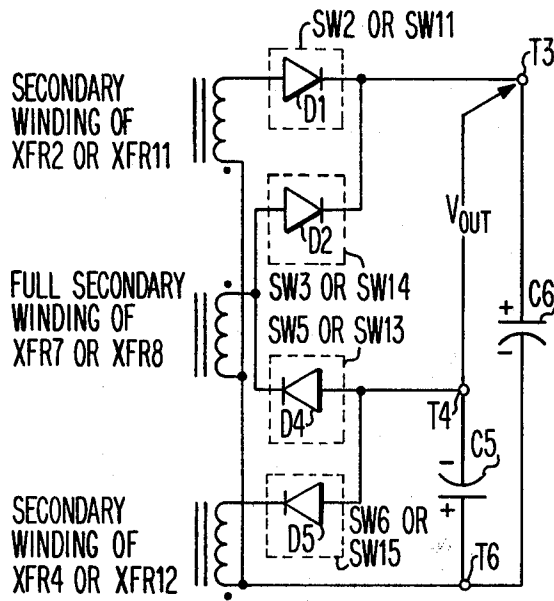 SW2 OR SW11
T3
SECONDARY
WINDING OF
XFR2 OR XFR11
D1
D2
VOUT
SW3 OR SW14
FULL SECONDARY
WINDING OF
XFR7 OR XFR8
SW5 OR SW13
C6
+
-
D4
T4
C5
-
+
SECONDARY
WINDING OF
XFR4 OR XFR12
D5
SW6 OR
SW15
T6